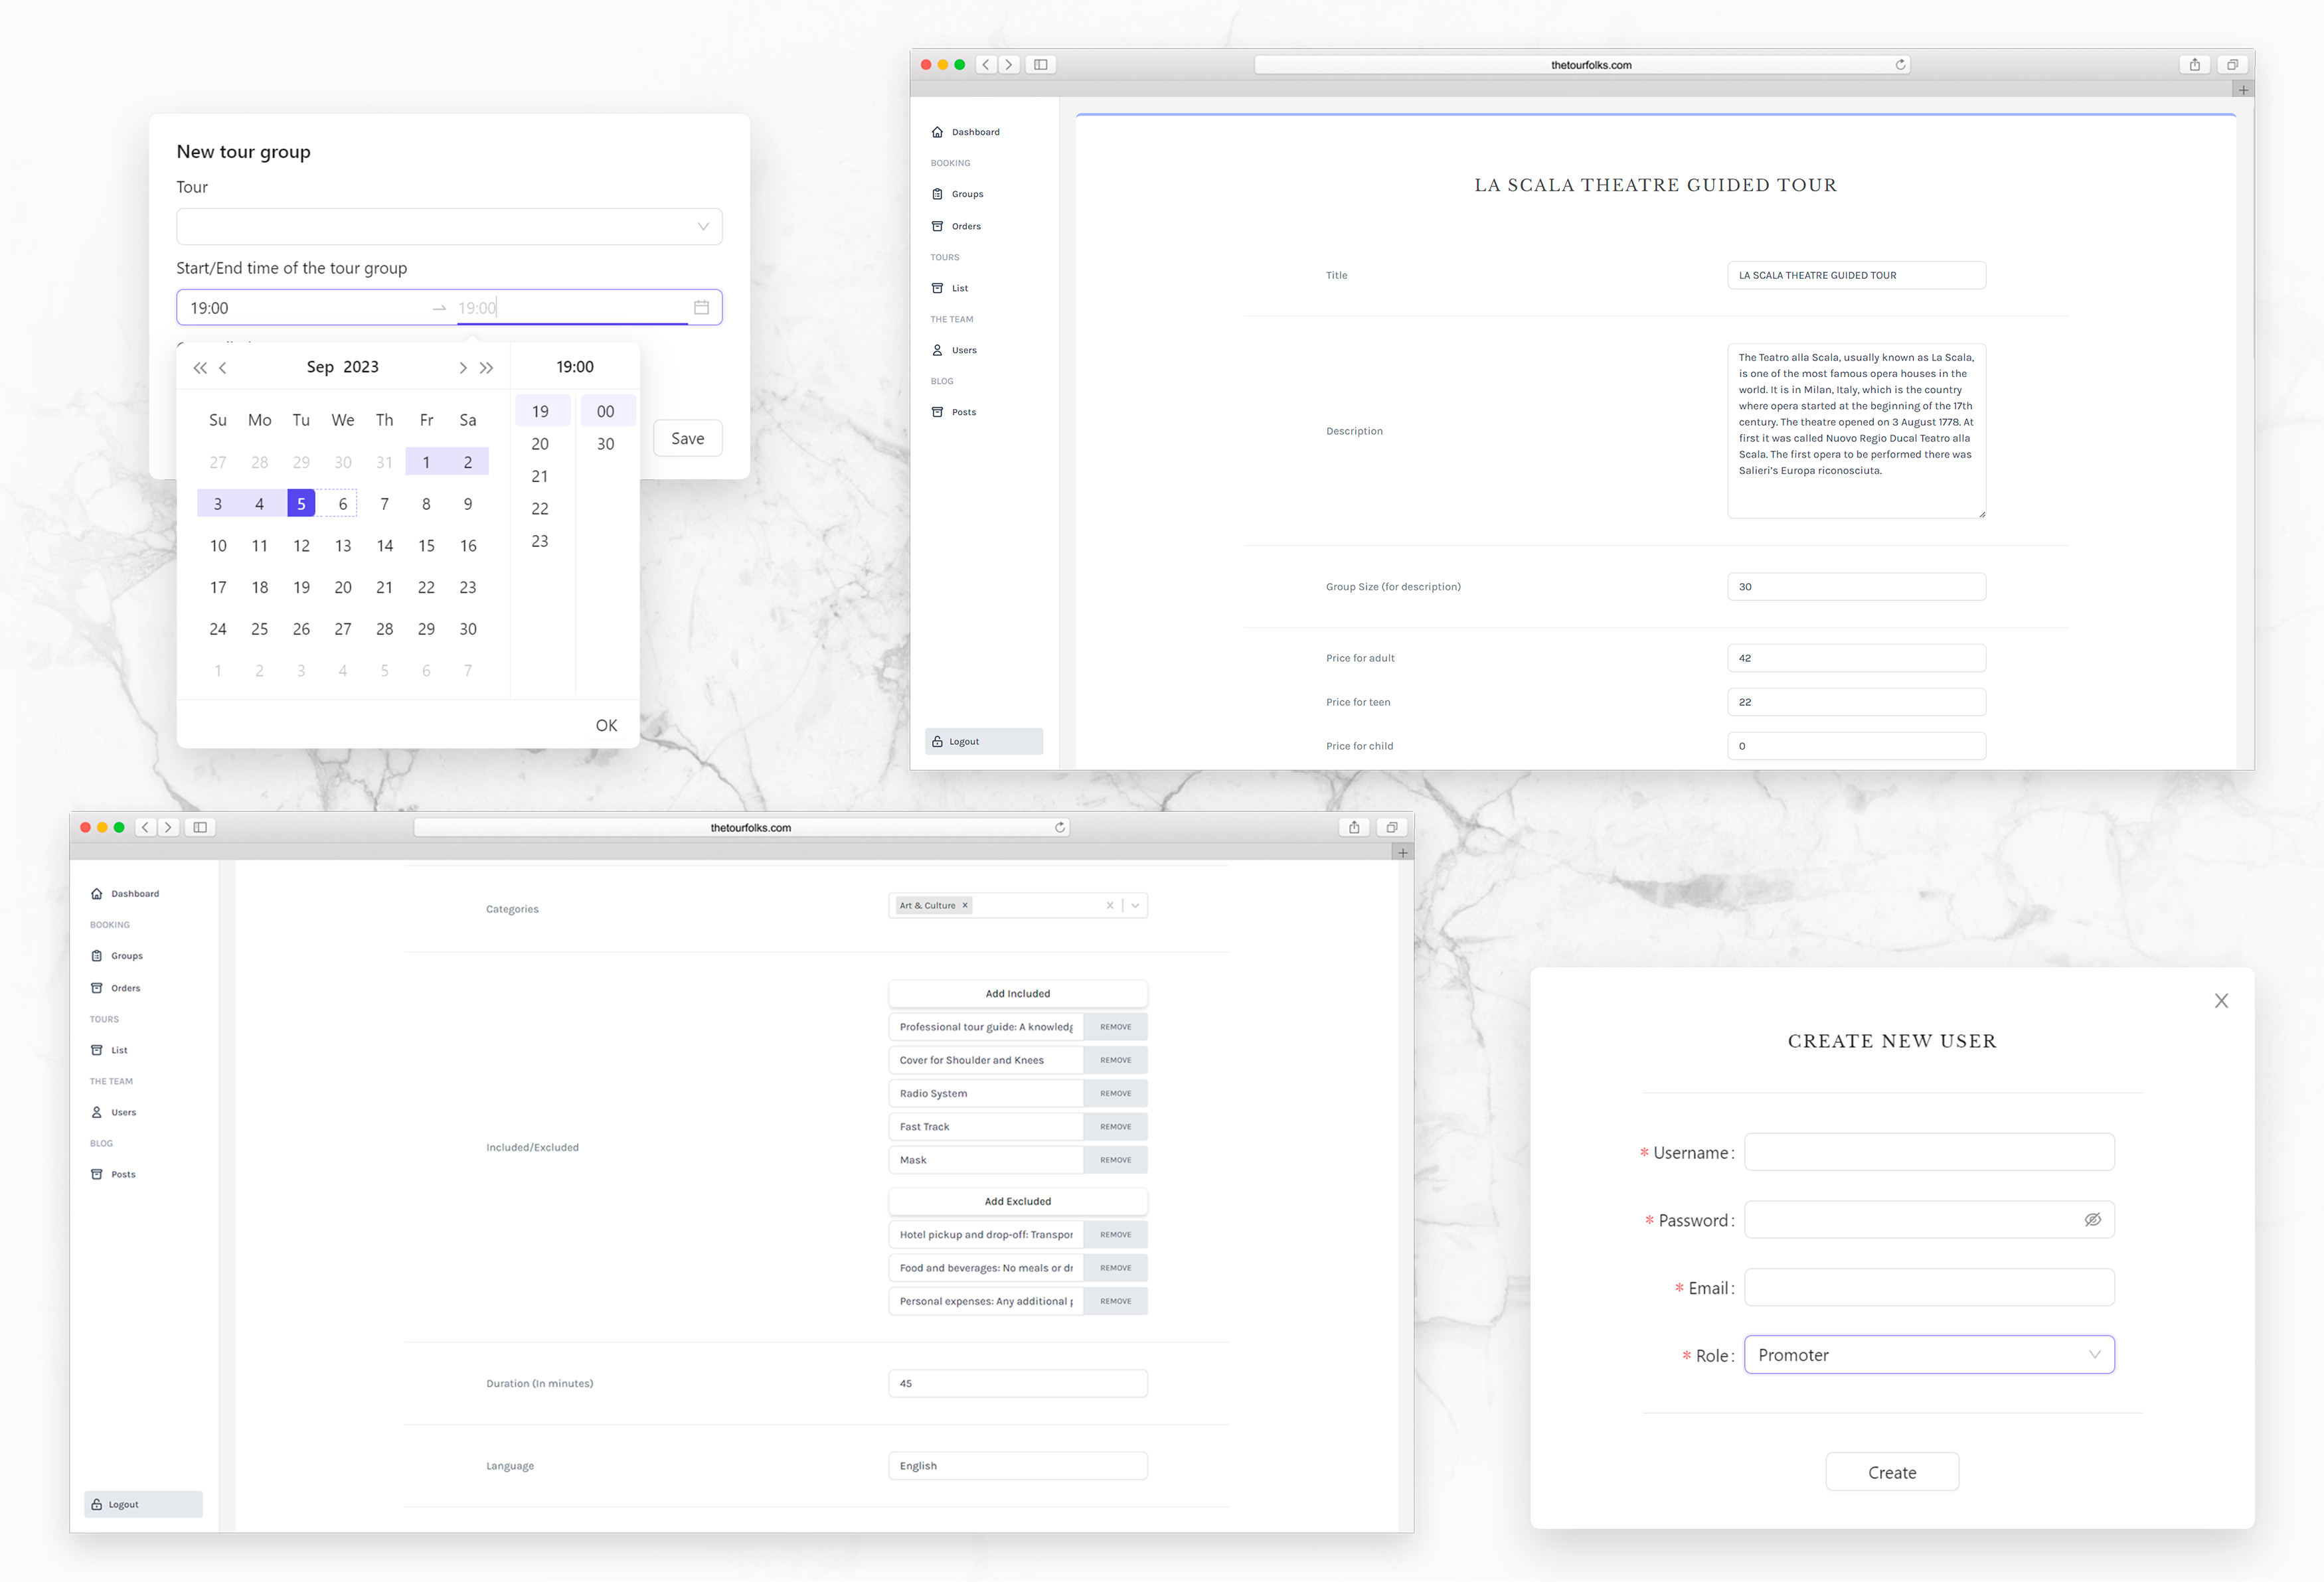 New tour group
Tour
Start/End time of the tour group
19:00
19:00
Sep 2023
19:00
Su Mo Tu We Th Fr Sa
27 28 29 30 31 1 2
3 4 5 6 7 8 9
10 11 12 13 14 15 16
17 18 19 20 21 22 23
24 25 26 27 28 29 30
1 2 3 4 5 6 7
19 00
20 30
21
22
23
OK
Save
thetourfolks.com
Dashboard
BOOKING
Groups
Orders
TOURS
List
THE TEAM
Users
BLOG
Posts
Logout
LA SCALA THEATRE GUIDED TOUR
Title
LA SCALA THEATRE GUIDED TOUR
Description
The Teatro alla Scala, usually known as La Scala,
is one of the most famous opera houses in the
world. It is in Milan, Italy, which is the country
where opera started at the beginning of the 17th
century. The theatre opened on 3 August 1778. At
first it was called Nuovo Regio Ducal Teatro alla
Scala. The first opera to be performed there was
Salieri's Europa riconosciuta.
Group Size (for description)
30
Price for adult
42
Price for teen
22
Price for child
0
thetourfolks.com
Dashboard
BOOKING
Groups
Orders
TOURS
List
THE TEAM
Users
BLOG
Posts
Logout
Categories
Art & Culture
Included/Excluded
Add Included
Professional tour guide: A knowledg REMOVE
Cover for Shoulder and Knees REMOVE
Radio System REMOVE
Fast Track REMOVE
Mask REMOVE
Add Excluded
Hotel pickup and drop-off: Transpor REMOVE
Food and beverages: No meals or dr REMOVE
Personal expenses: Any additional p REMOVE
Duration (In minutes)
45
Language
English
CREATE NEW USER
* Username:
* Password:
* Email:
* Role: Promoter
Create